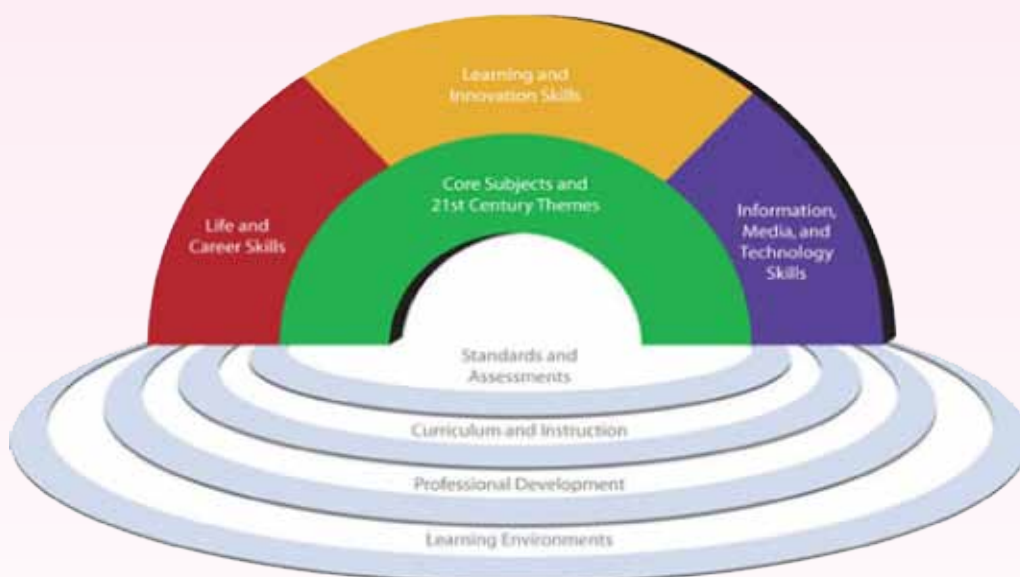 Learning and
Innovation Skills
Core Subjects and
21st Century Themes
Life and
Career Skills
Information,
Media, and
Technology
Skills
Standards and
Assessments
Curriculum and Instruction
Professional Development
Learning Environments